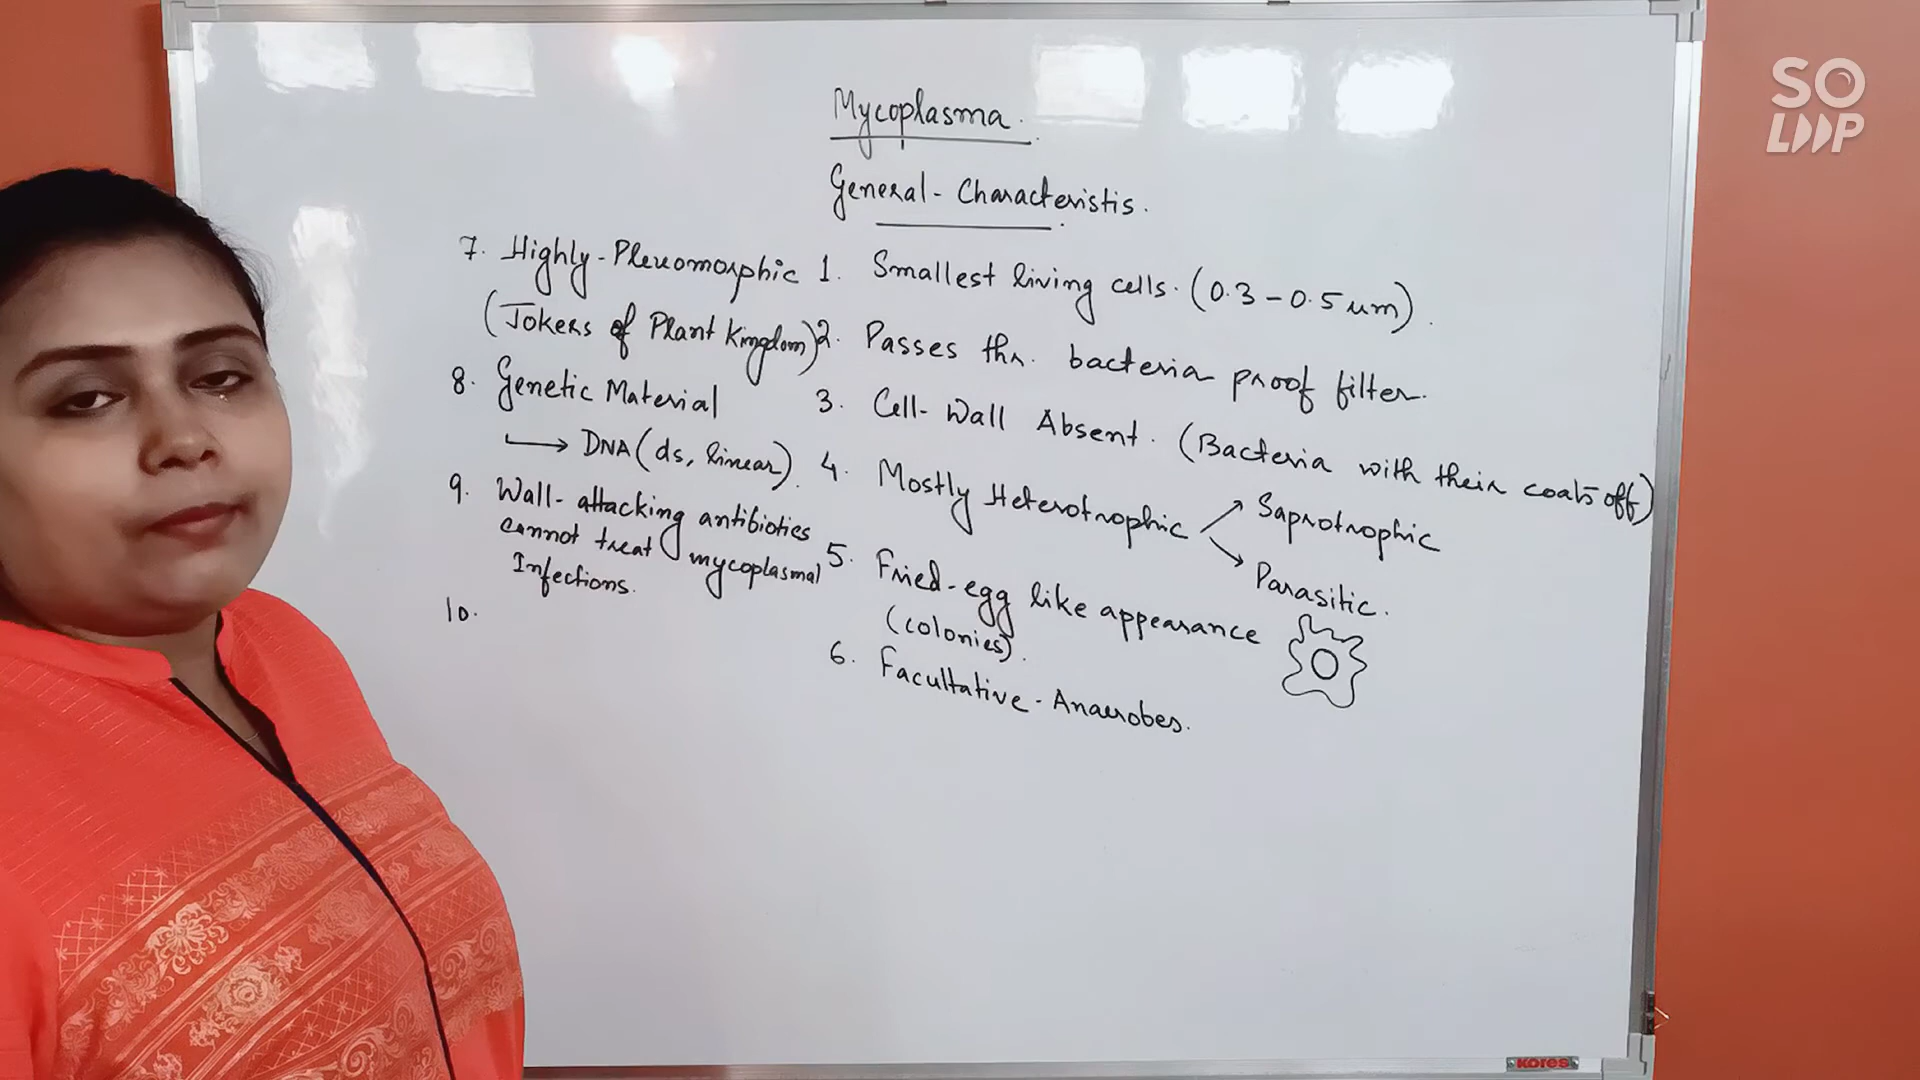 Mycoplasma.
General - Characteristis.
1. Smallest living cells. (0.3 - 0.5 um).
2. Passes thr. bacteria proof filter.
3. Cell- Wall Absent. (Bacteria with their coats off)
4. Mostly Heterotrophic
Saprotrophic
Parasitic.
5. Fried-egg like appearance
(colonies).
6. Facultative - Anaerobes.
7. Highly - Pleuomorphic
(Jokers of Plant Kingdom)
8. Genetic Material
→ DNA (ds, linear).
9. Wall- attacking antibiotics
cannot treat mycoplasmal
Infections.
10.
SO
LOOP
KORES